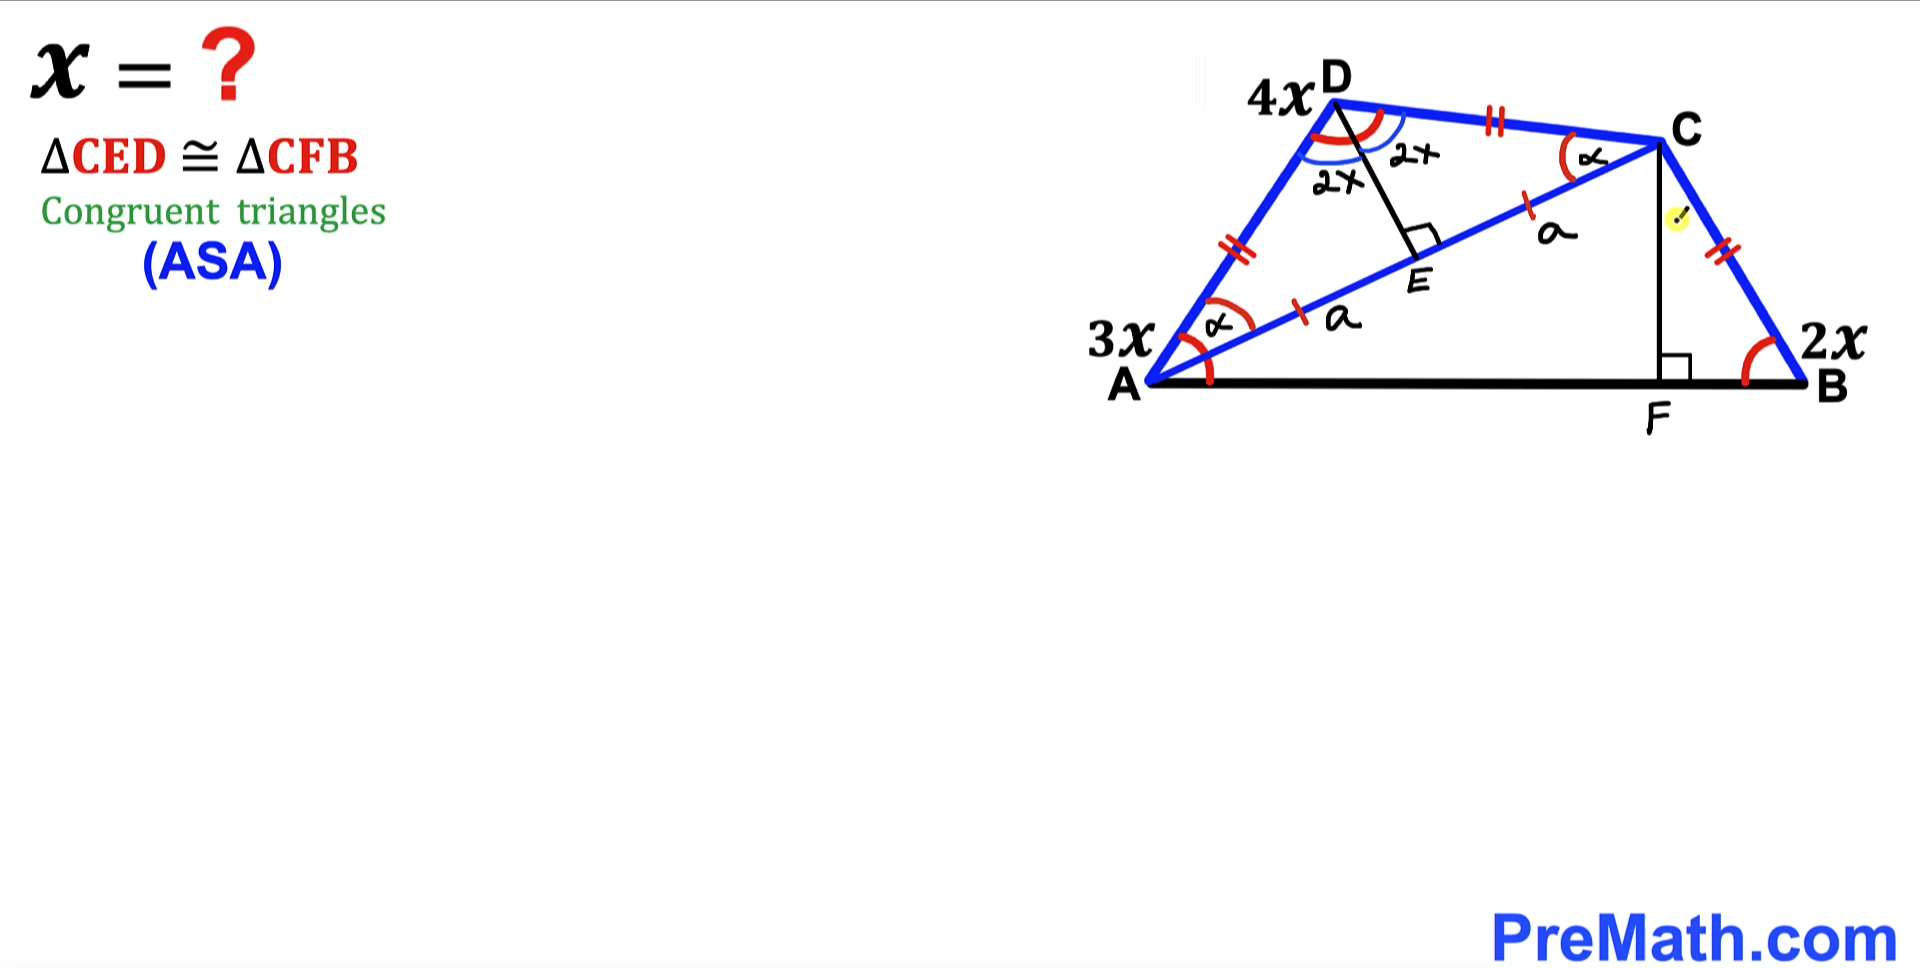 x = ?
ΔCED ≅ ΔCFB
Congruent triangles
(ASA)
D
4x
C
2x
α
2x
a
E
α
a
3x
A
2x
B
F
PreMath.com